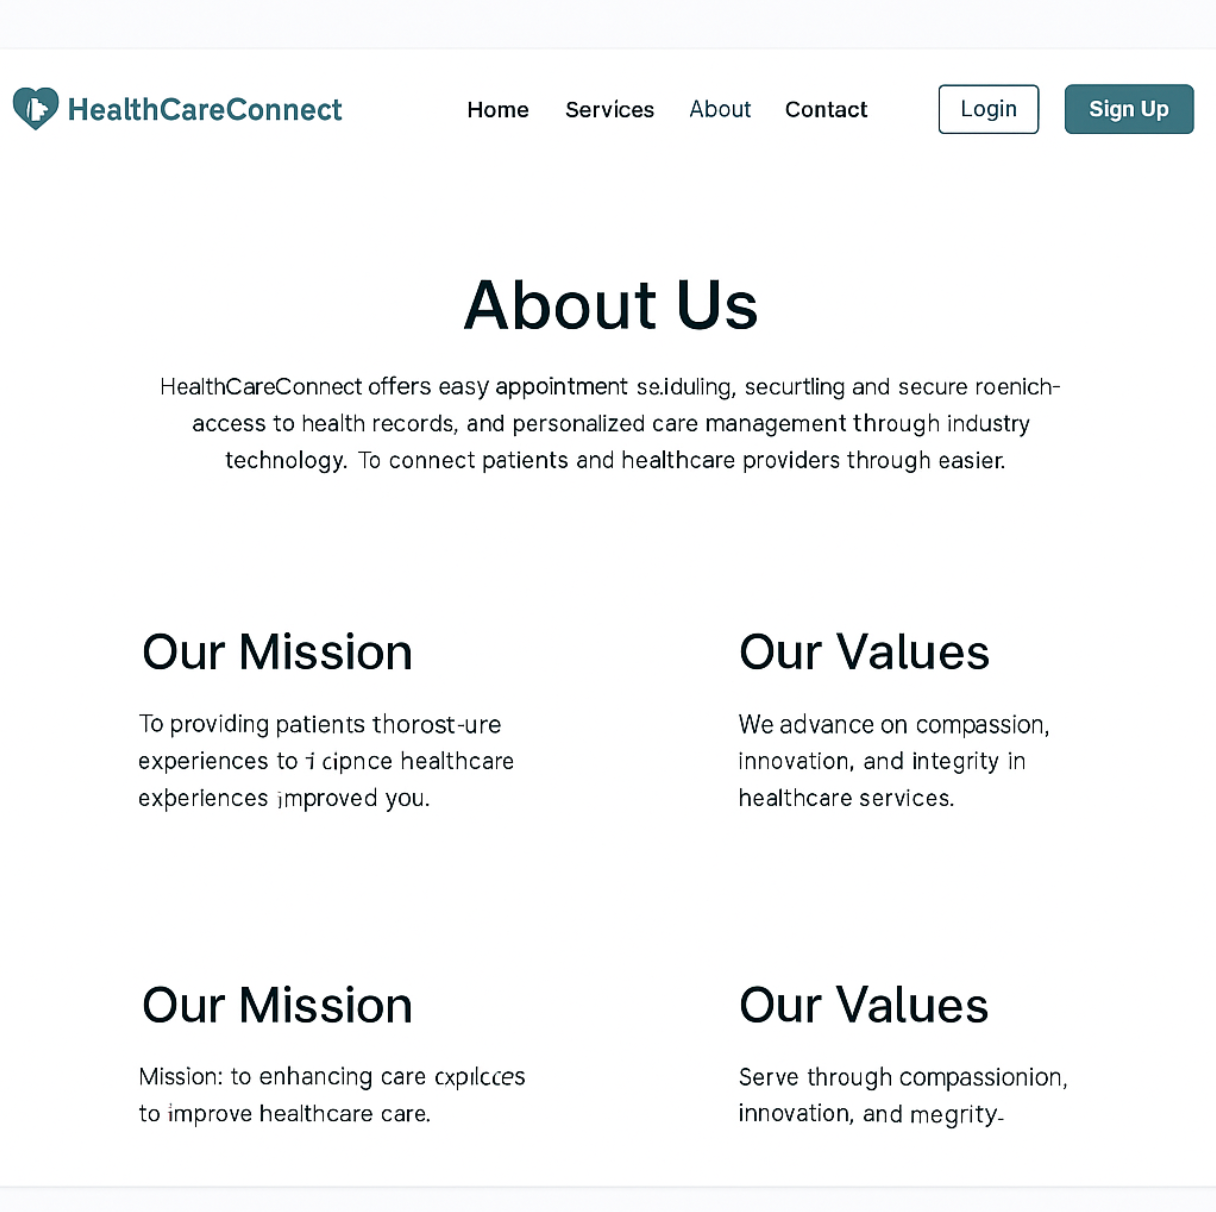 HealthCareConnect
Home Services About Contact Login Sign Up
About Us
HealthCareConnect offers easy appointment se.iduling, securtling and secure roenich-
access to health records, and personalized care management through industry
technology. To connect patients and healthcare providers through easier.
Our Mission
To providing patients thorost-ure
experiences to cipnce healthcare
experiences improved you.
Our Values
We advance on compassion,
innovation, and integrity in
healthcare services.
Our Mission
Mission: to enhancing care
to improve healthcare care.
Our Values
Serve through compassionion,
innovation, and megrity-